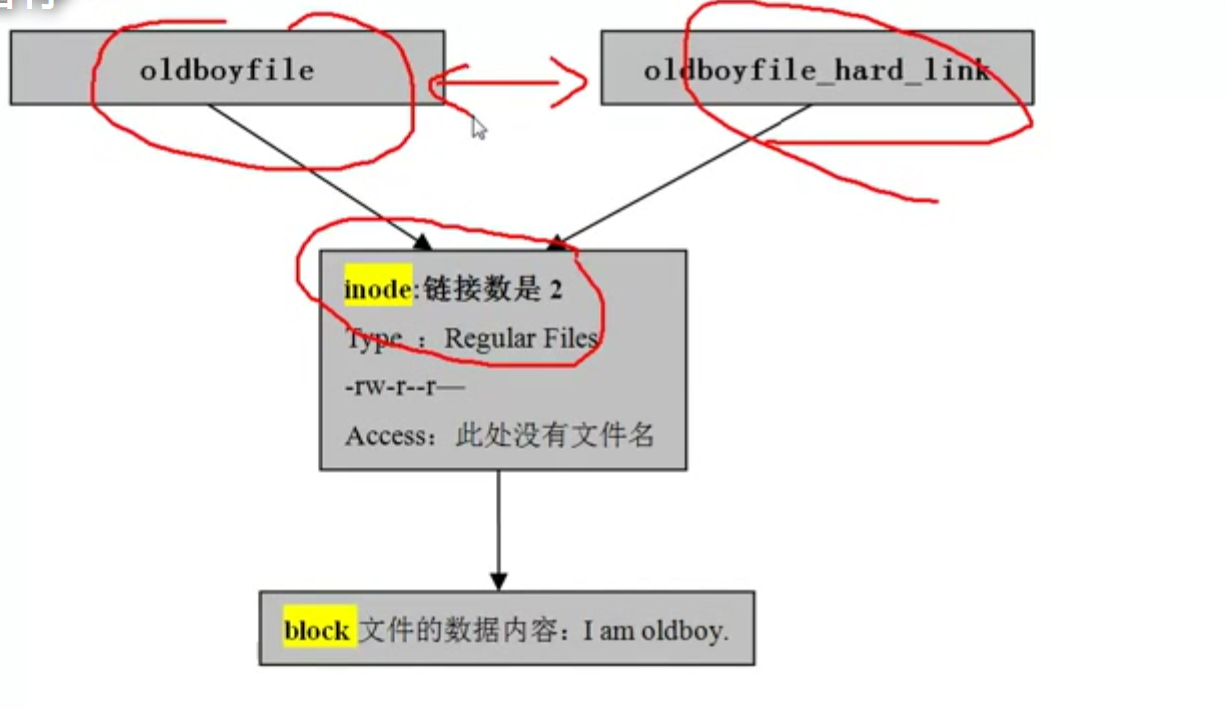 oldboyfile
oldboyfile_hard_link
inode:链接数是 2
Type ：Regular Files
-rw-r--r—
Access：此处没有文件名
block 文件的数据内容：I am oldboy.